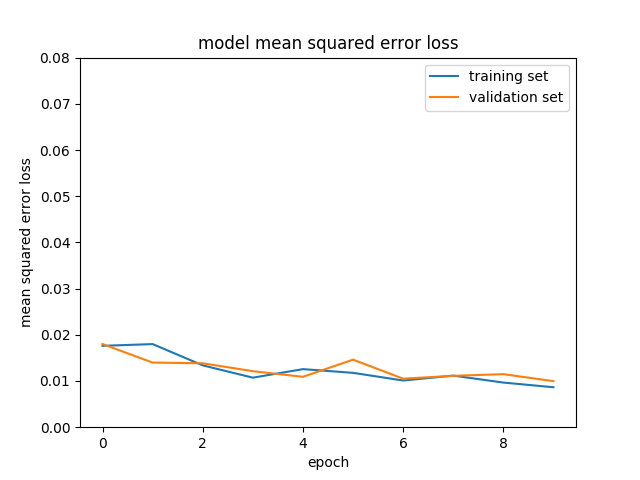 model mean squared error loss
0.08
0.07
0.06
0.05
0.04
0.03
0.02
0.01
0.00
mean squared error loss
training set
validation set
0 2 4 6 8
epoch